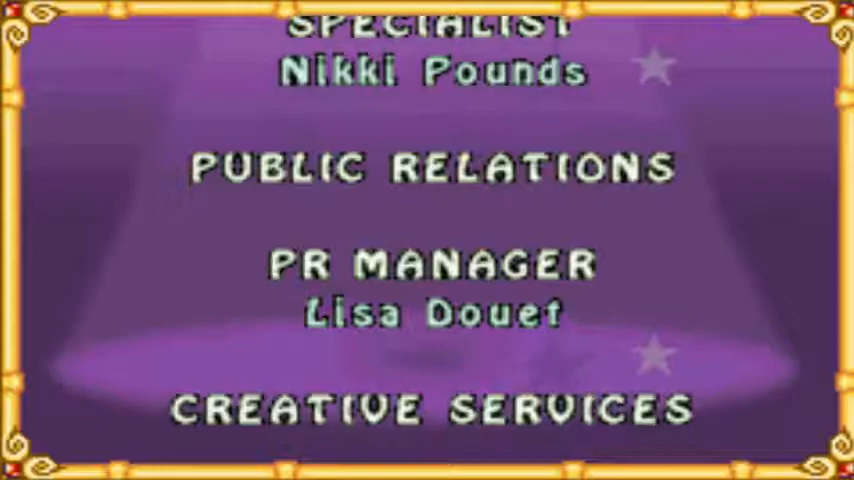 SPECIALIST
Nikki Pounds
PUBLIC RELATIONS
PR MANAGER
Lisa Douet
CREATIVE SERVICES